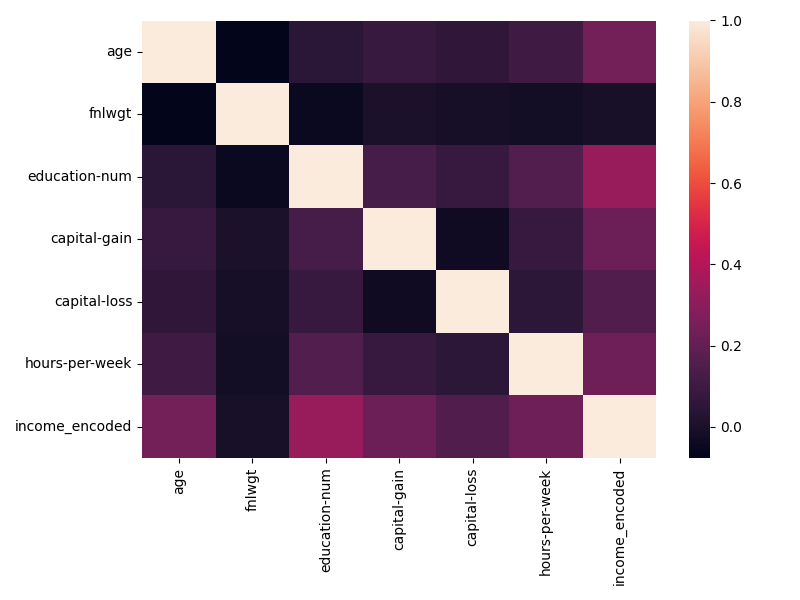 age
fnlwgt
education-num
capital-gain
capital-loss
hours-per-week
income_encoded
age
fnlwgt
education-num
capital-gain
capital-loss
hours-per-week
income_encoded
1.0
0.8
0.6
0.4
0.2
0.0